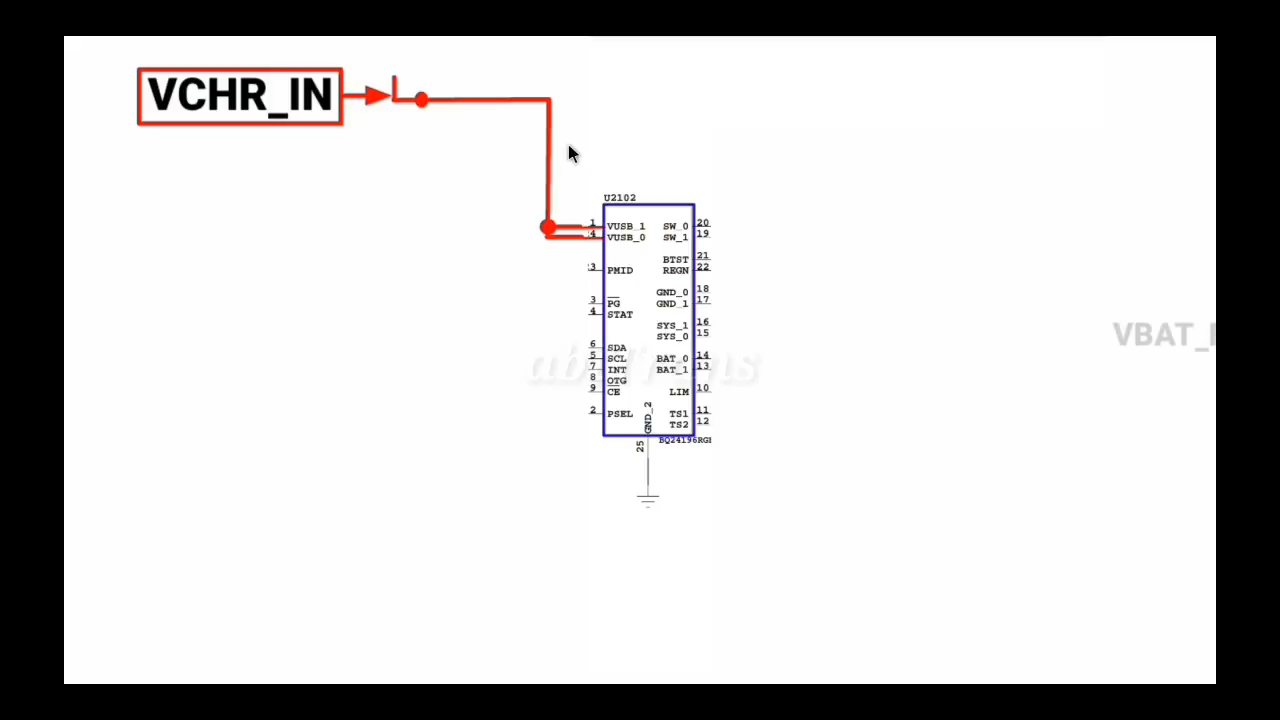 VCHR_IN
U2102
1 VUSB_1 SW_0 20
4 VUSB_0 SW_1 19
BTST 21
3 PMID REGN 22
GND_0 18
3 PG GND_1 17
4 STAT
SYS_1 16
SYS_0 15
6 SDA
5 SCL BAT_0 14
7 INT BAT_1 13
8 OTG
9 CE LIM 10
2 PSEL TS1 11
TS2 12
GND_2
25
BQ24196RG
VBAT_